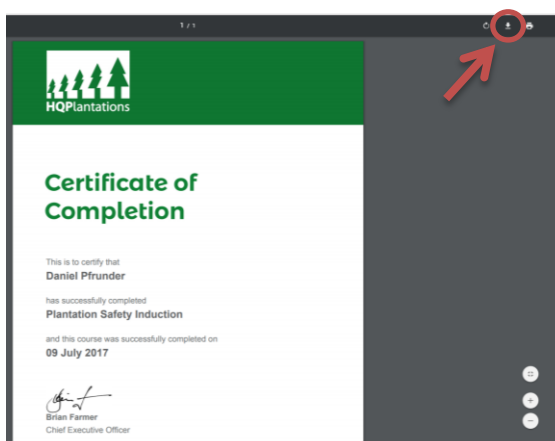 1 / 1
HQPlantations
Certificate of
Completion
This is to certify that
Daniel Pfrunder
has successfully completed
Plantation Safety Induction
and this course was successfully completed on
09 July 2017
Brian Farmer
Chief Executive Officer